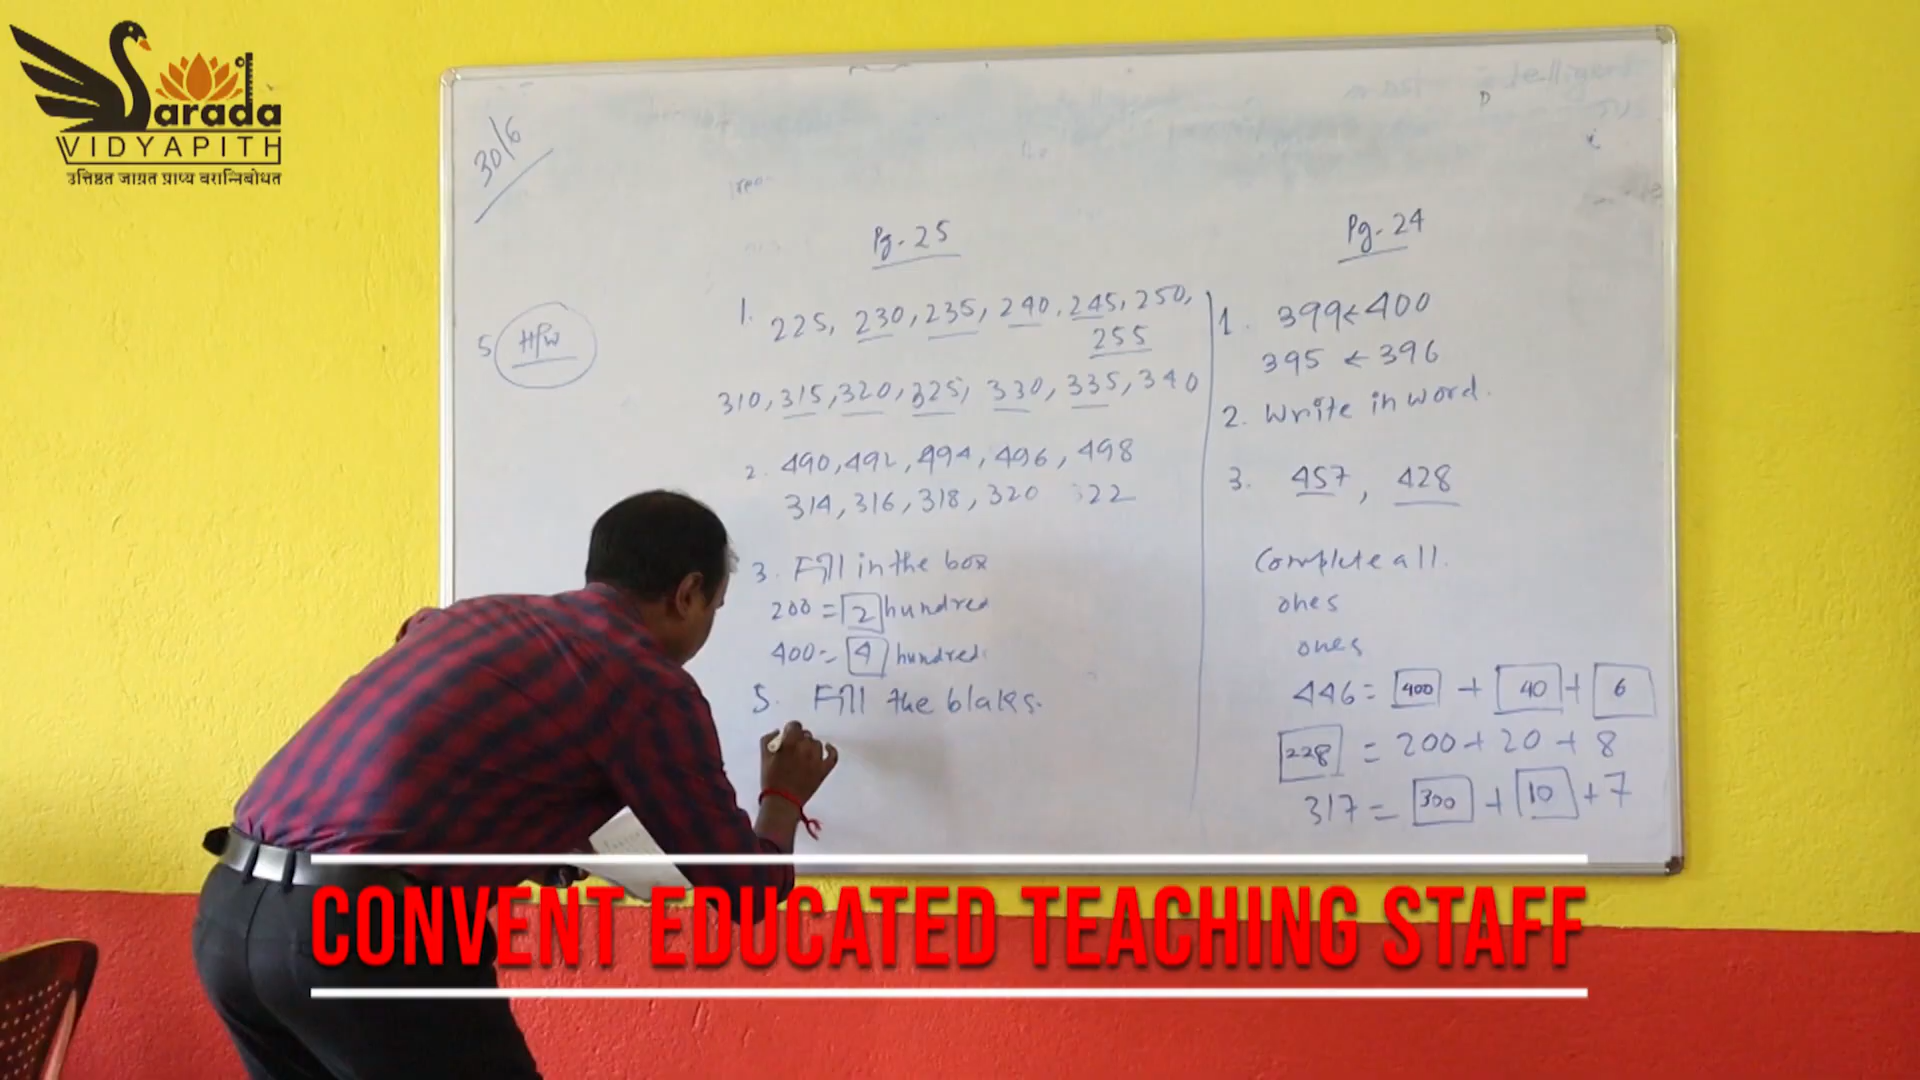 Sarada
VIDYAPITH
उत्तिष्ठत जाग्रत प्राप्य वरान्निबोधत
30/6
5 H/W
Pg. 25
1. 225, 230, 235, 240, 245, 250,
255
310, 315, 320, 325, 330, 335, 340
2. 490, 492, 494, 496, 498
314, 316, 318, 320 322
3. Fill in the box
200 = 2 hundred
400 = 4 hundred.
5. Fill the blaks.
Pg. 24
1. 399 < 400
395 < 396
2. Write in word.
3. 457, 428
Complete all.
ones
ones
446 = 400 + 40 + 6
228 = 200 + 20 + 8
317 = 300 + 10 + 7
CONVENT EDUCATED TEACHING STAFF